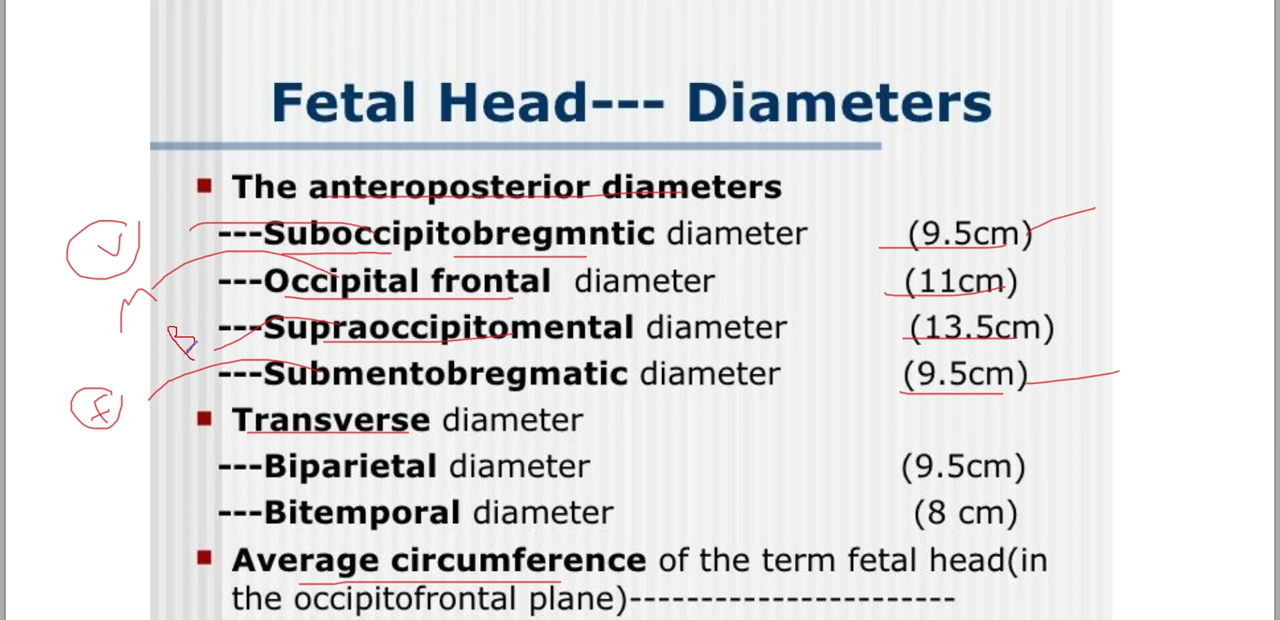 Fetal Head--- Diameters
■ The anteroposterior diameters
---Suboccipitobregmntic diameter (9.5cm)
---Occipital frontal diameter (11cm)
---Supraoccipitomental diameter (13.5cm)
---Submentobregmatic diameter (9.5cm)
■ Transverse diameter
---Biparietal diameter (9.5cm)
---Bitemporal diameter (8 cm)
■ Average circumference of the term fetal head(in
the occipitofrontal plane)-----------------------
V
M
B
F